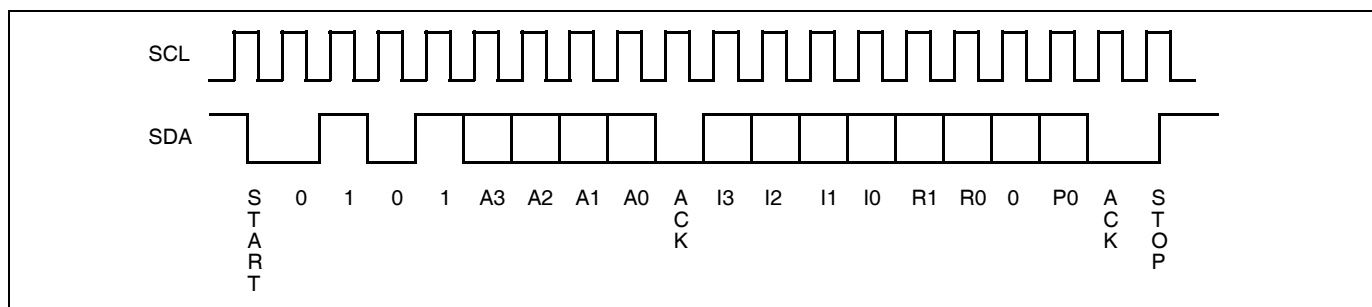 SCL
SDA
START 0 1 0 1 A3 A2 A1 A0 ACK I3 I2 I1 I0 R1 R0 0 P0 ACK STOP